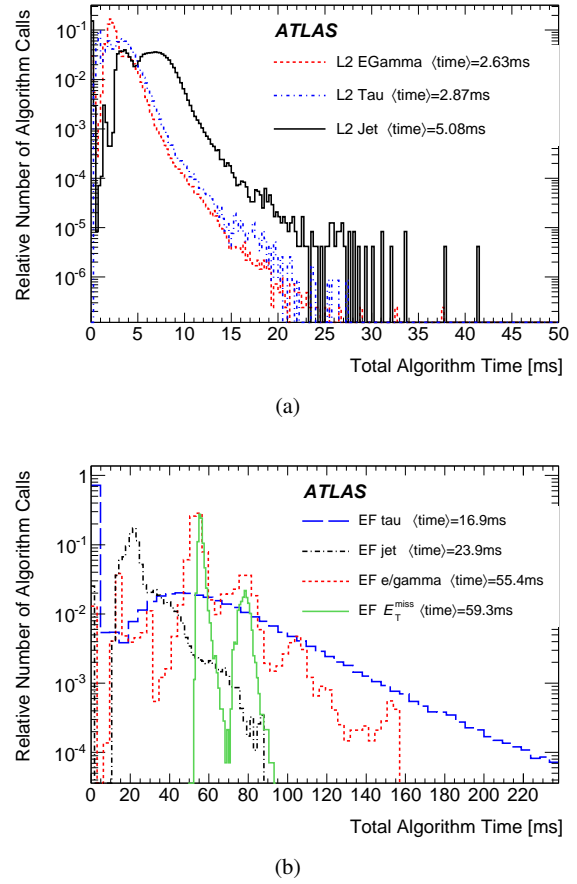 Relative Number of Algorithm Calls
10⁻¹
10⁻²
10⁻³
10⁻⁴
10⁻⁵
10⁻⁶
ATLAS
L2 EGamma ⟨time⟩=2.63ms
L2 Tau ⟨time⟩=2.87ms
L2 Jet ⟨time⟩=5.08ms
0 5 10 15 20 25 30 35 40 45 50
Total Algorithm Time [ms]
(a)
Relative Number of Algorithm Calls
1
10⁻¹
10⁻²
10⁻³
10⁻⁴
ATLAS
EF tau ⟨time⟩=16.9ms
EF jet ⟨time⟩=23.9ms
EF e/gamma ⟨time⟩=55.4ms
EF E_T^miss ⟨time⟩=59.3ms
0 20 40 60 80 100 120 140 160 180 200 220
Total Algorithm Time [ms]
(b)